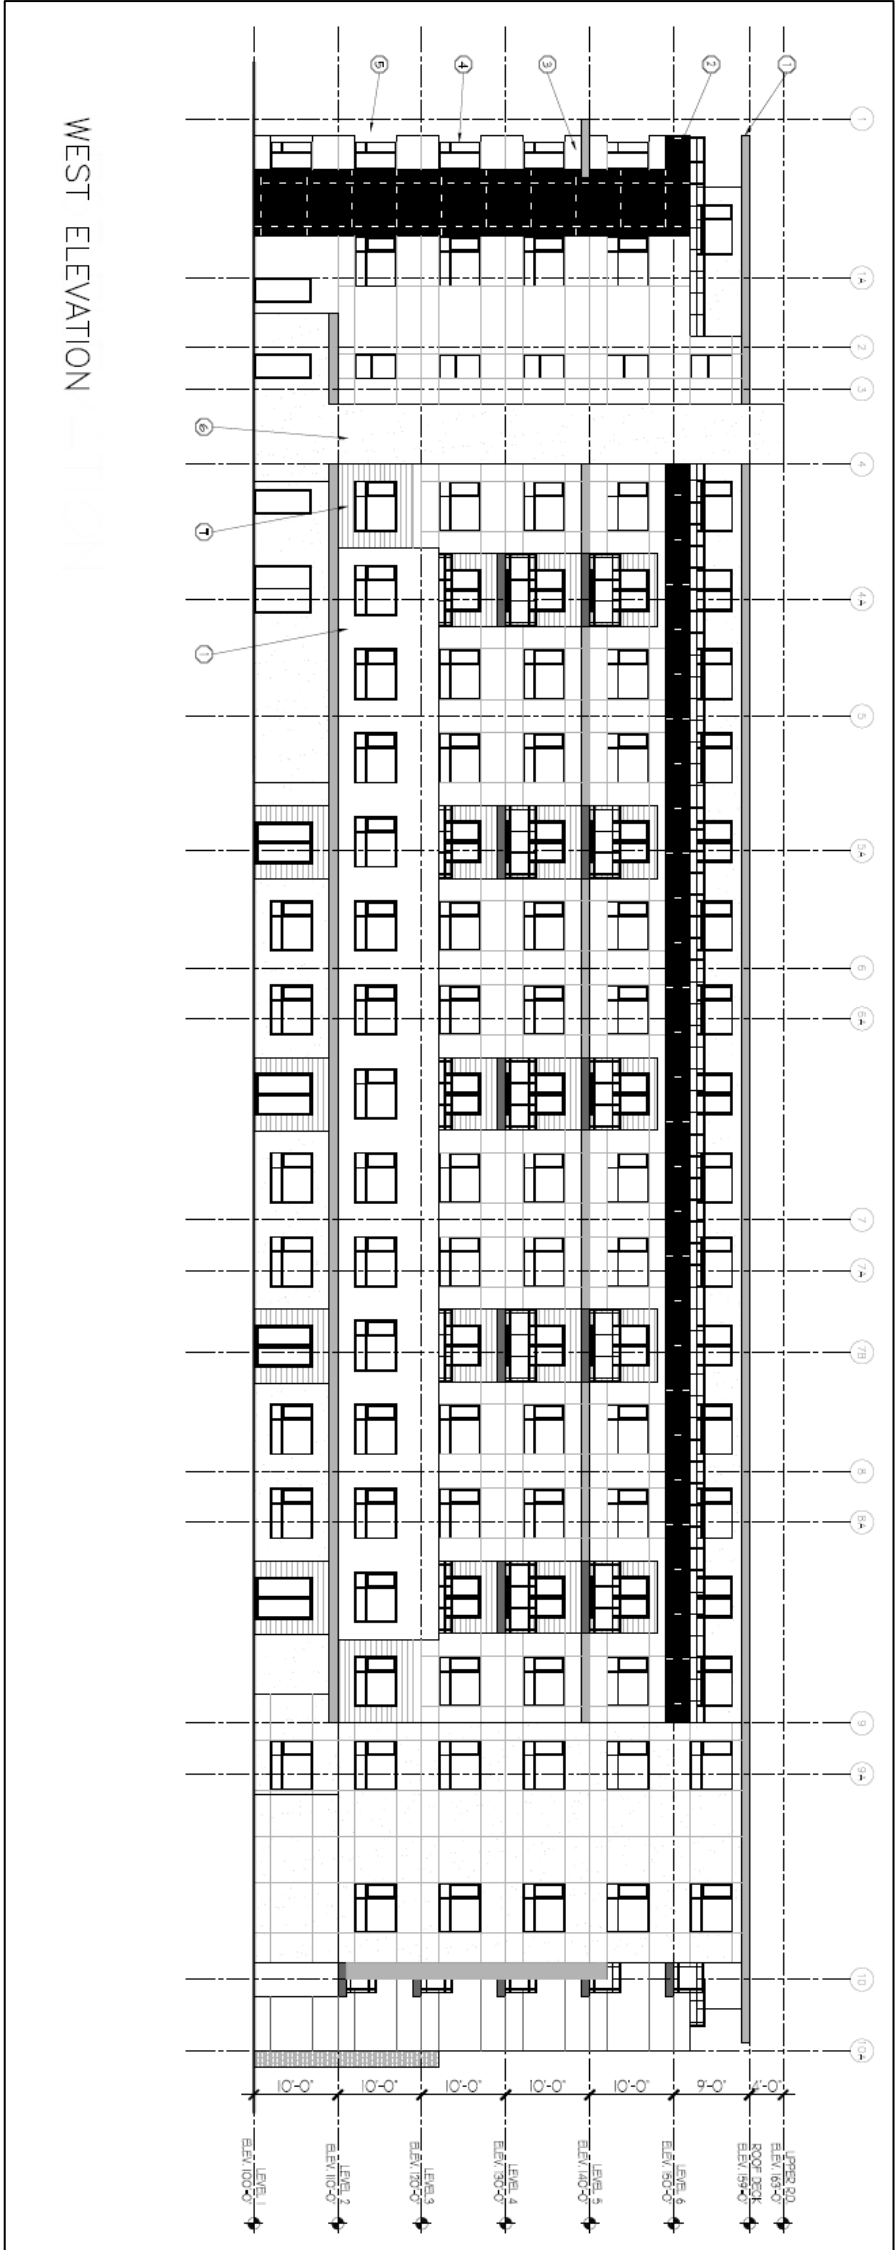 WEST ELEVATION
1
1A
2
3
4
4A
5
5A
6
6A
7
7A
7B
8
8A
9
9A
10
10A
5
4
3
2
1
6
7
1
4'-0"
9'-0"
10'-0"
10'-0"
10'-0"
10'-0"
10'-0"
UPPER RD.
ELEV. 163'-0"
ROOF DECK
ELEV. 159'-0"
LEVEL 6
ELEV. 150'-0"
LEVEL 5
ELEV. 140'-0"
LEVEL 4
ELEV. 130'-0"
LEVEL 3
ELEV. 120'-0"
LEVEL 2
ELEV. 110'-0"
LEVEL 1
ELEV. 100'-0"